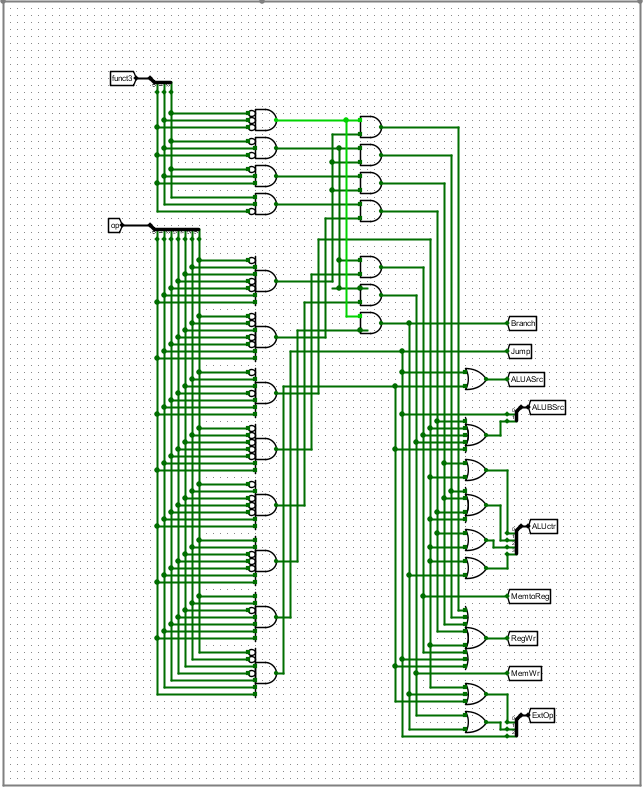 funct3
op
Branch
Jump
ALUASrc
ALUBSrc
ALUctr
MemtoReg
RegWr
MemWr
ExtOp